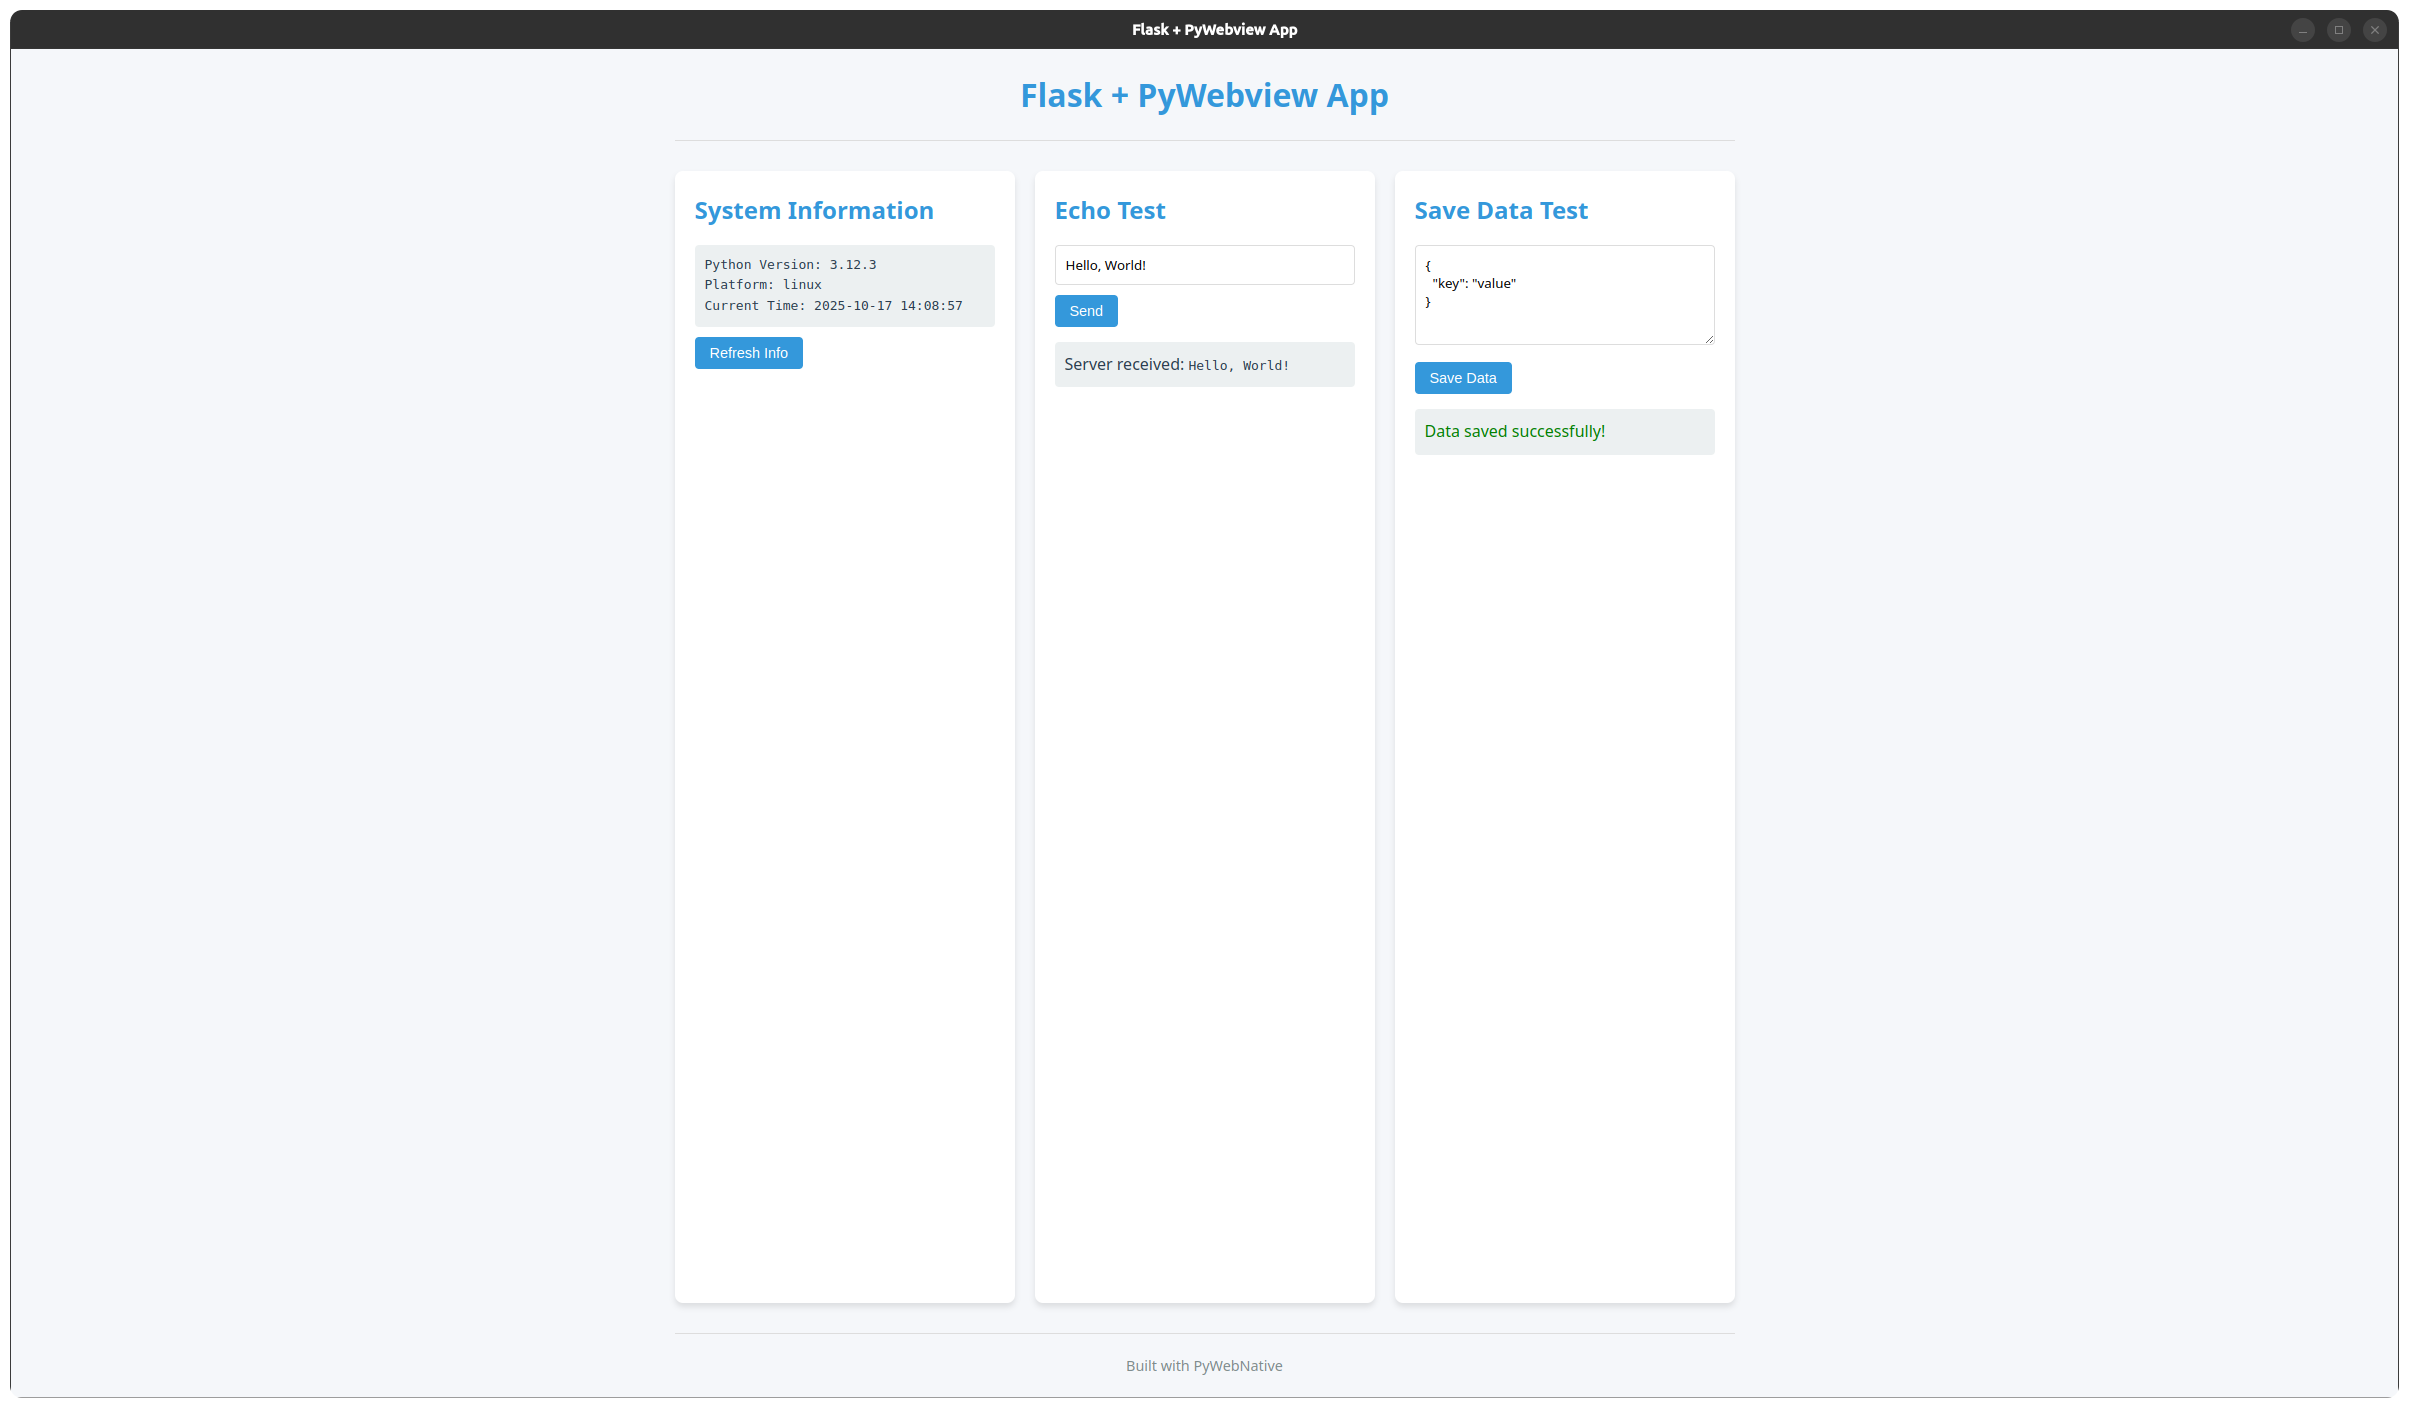 Flask + PyWebview App
Flask + PyWebview App
System Information
Python Version: 3.12.3
Platform: linux
Current Time: 2025-10-17 14:08:57
Refresh Info
Echo Test
Hello, World!
Send
Server received: Hello, World!
Save Data Test
{
  "key": "value"
}
Save Data
Data saved successfully!
Built with PyWebNative